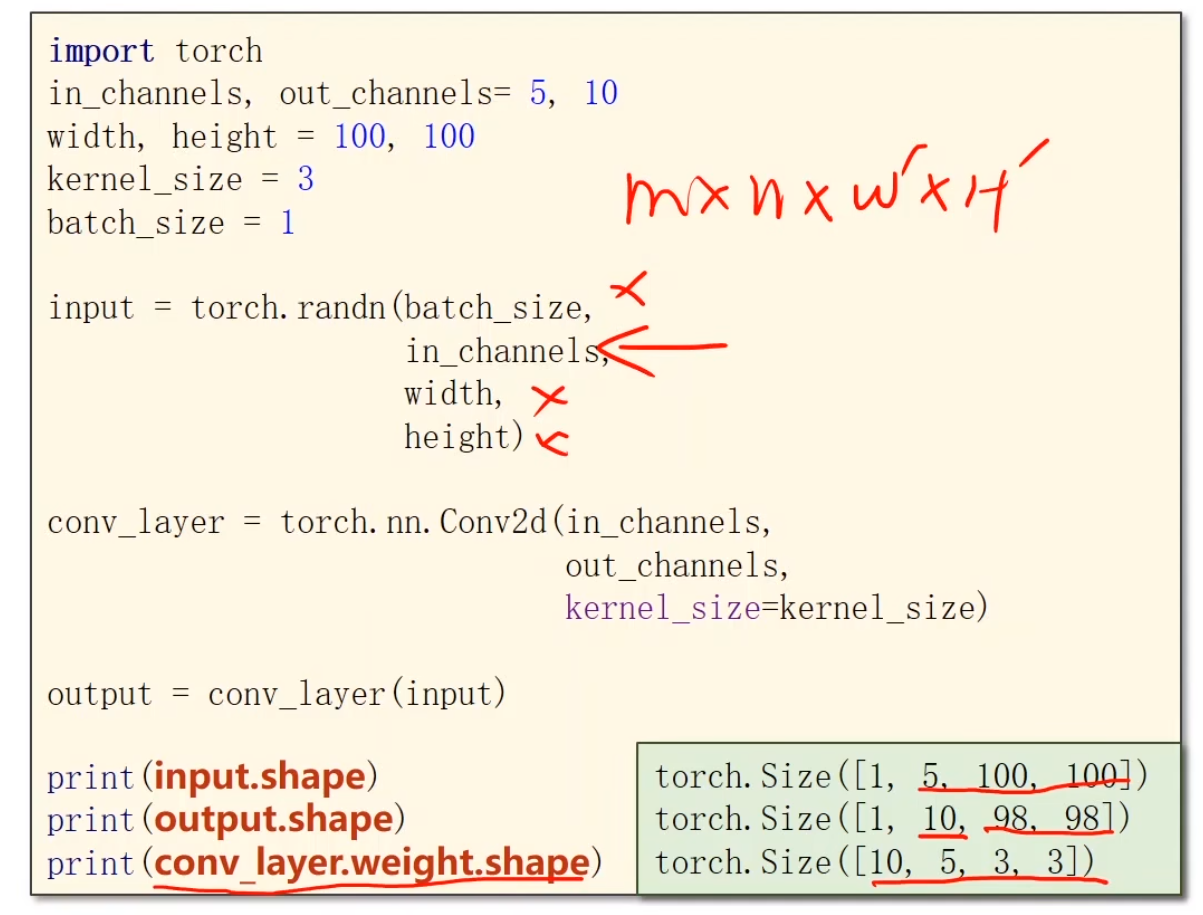 import torch
in_channels, out_channels= 5, 10
width, height = 100, 100
kernel_size = 3
batch_size = 1
m×n×w′×H′
input = torch.randn(batch_size,
in_channels,
width,
height)
conv_layer = torch.nn.Conv2d(in_channels,
out_channels,
kernel_size=kernel_size)
output = conv_layer(input)
print(input.shape)
print(output.shape)
print(conv_layer.weight.shape)
torch.Size([1, 5, 100, 100])
torch.Size([1, 10, 98, 98])
torch.Size([10, 5, 3, 3])